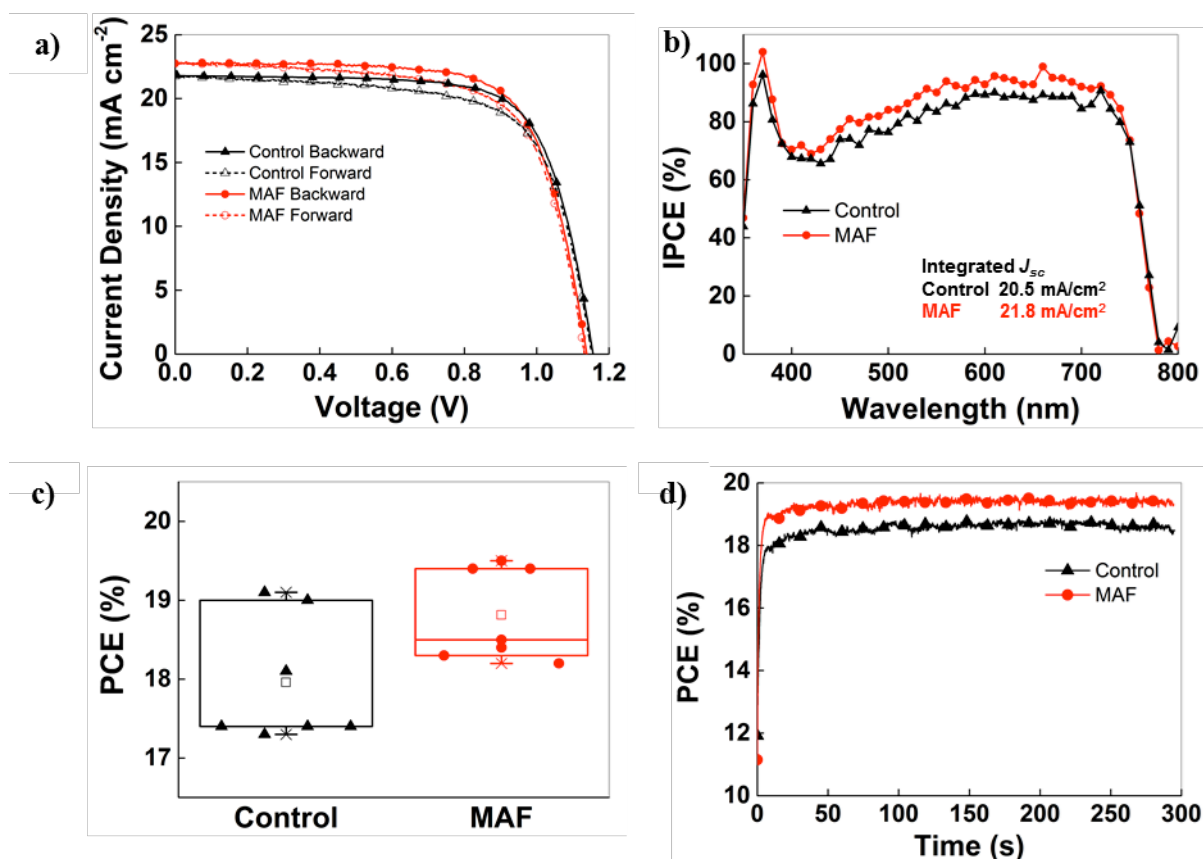 a)
25
20
15
10
5
0
0.0 0.2 0.4 0.6 0.8 1.0 1.2
Current Density (mA cm⁻²)
Voltage (V)
Control Backward
Control Forward
MAF Backward
MAF Forward
b)
100
80
60
40
20
0
400 500 600 700 800
IPCE (%)
Wavelength (nm)
Control
MAF
Integrated Jsc
Control 20.5 mA/cm²
MAF 21.8 mA/cm²
c)
20
19
18
17
PCE (%)
Control MAF
d)
20
18
16
14
12
10
0 50 100 150 200 250 300
PCE (%)
Time (s)
Control
MAF